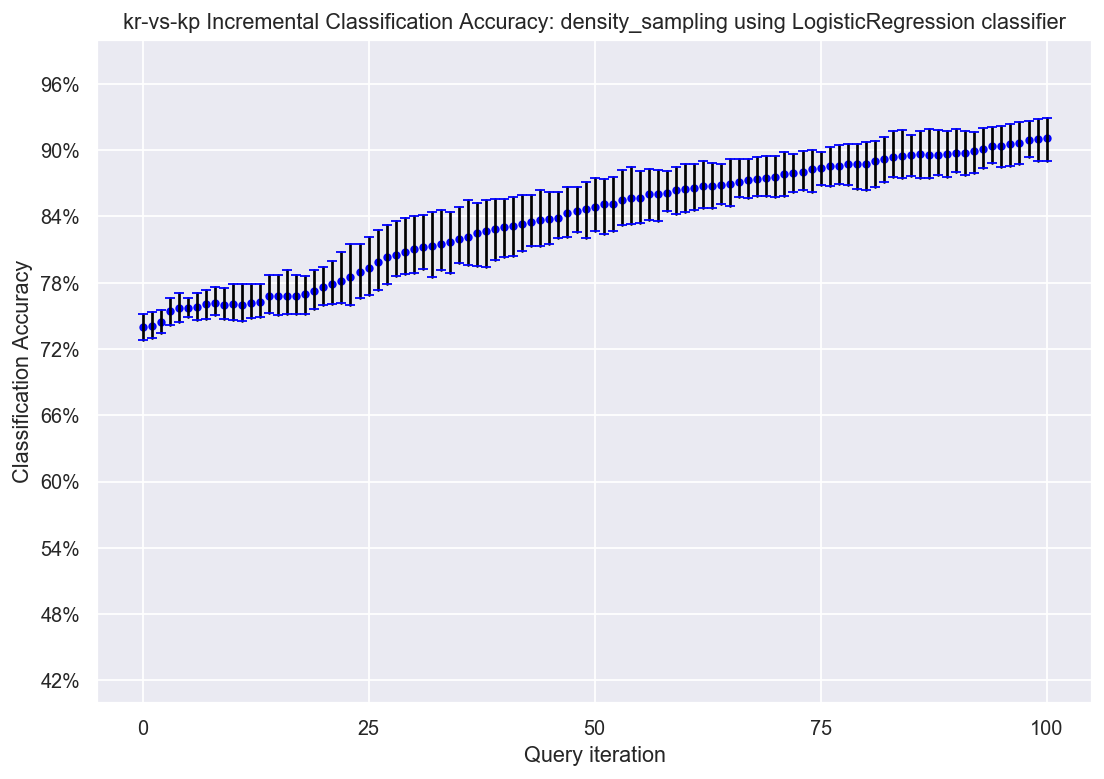 kr-vs-kp Incremental Classification Accuracy: density_sampling using LogisticRegression classifier
96%
90%
84%
78%
72%
66%
60%
54%
48%
42%
Classification Accuracy
0 25 50 75 100
Query iteration